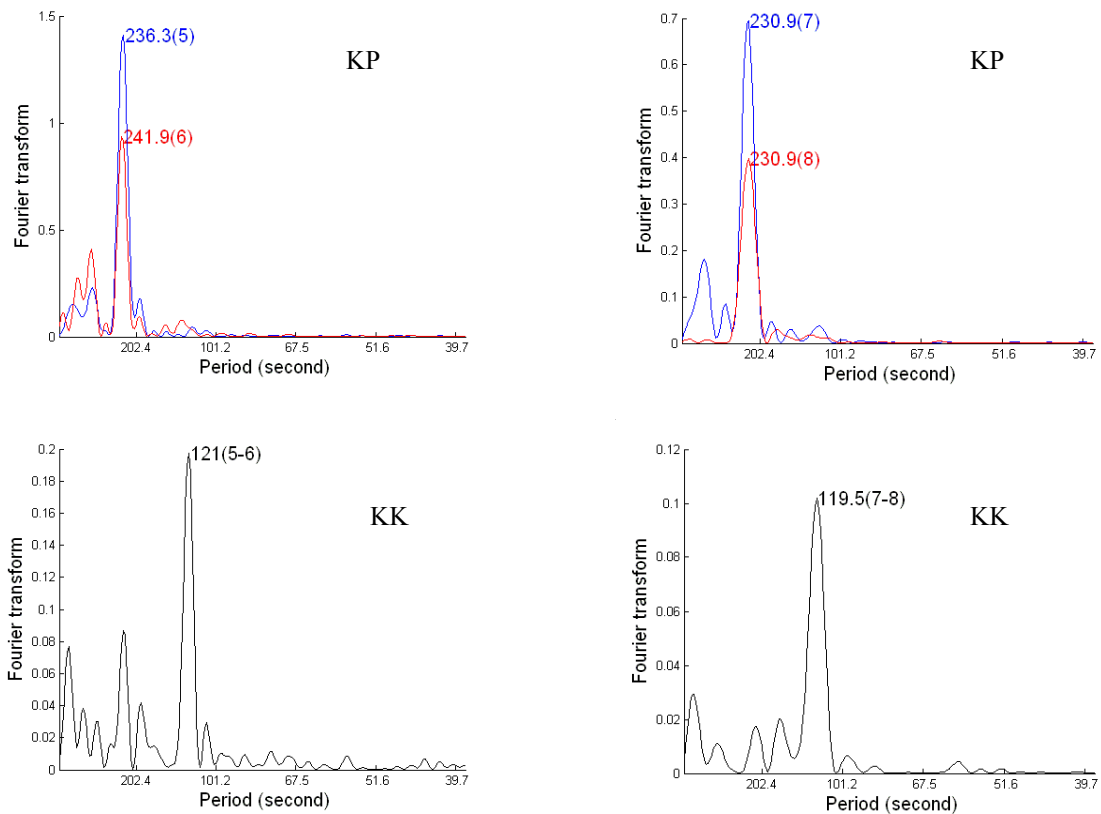 1.5
1
0.5
0
Fourier transform
236.3(5)
241.9(6)
KP
202.4 101.2 67.5 51.6 39.7
Period (second)
0.7
0.6
0.5
0.4
0.3
0.2
0.1
0
Fourier transform
230.9(7)
230.9(8)
KP
202.4 101.2 67.5 51.6 39.7
Period (second)
0.2
0.18
0.16
0.14
0.12
0.1
0.08
0.06
0.04
0.02
0
Fourier transform
121(5-6)
KK
202.4 101.2 67.5 51.6 39.7
Period (second)
0.12
0.1
0.08
0.06
0.04
0.02
0
Fourier transform
119.5(7-8)
KK
202.4 101.2 67.5 51.6 39.7
Period (second)